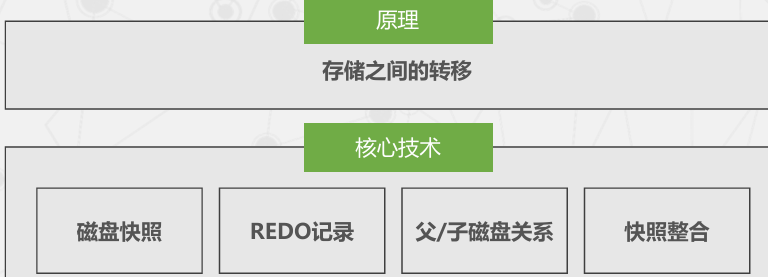 原理
存储之间的转移
核心技术
磁盘快照
REDO记录
父/子磁盘关系
快照整合